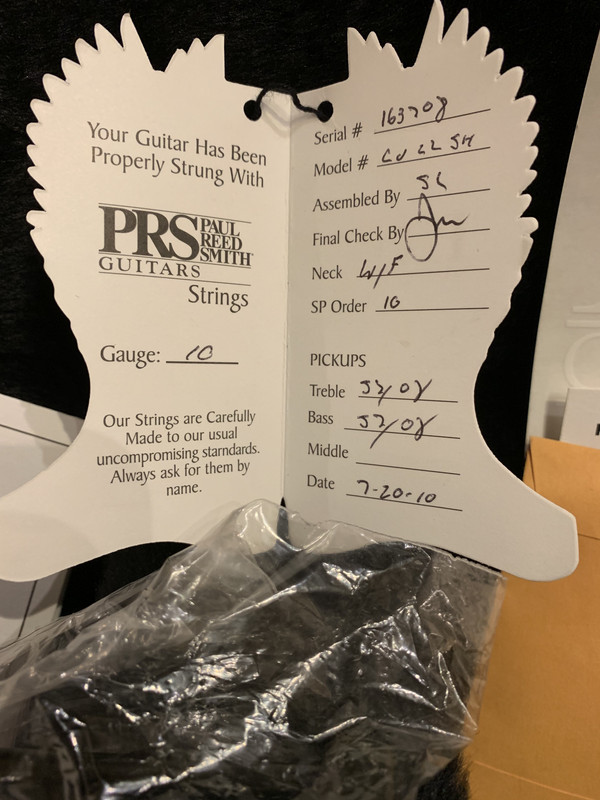 Your Guitar Has Been
Properly Strung With
PRS PAUL
REED
SMITH
GUITARS
Strings
Gauge: 10
Our Strings are Carefully
Made to our usual
uncompromising starndards.
Always ask for them by
name.
Serial # 163708
Model #
Assembled By
Final Check By
Neck W/F
SP Order 10
PICKUPS
Treble 57/08
Bass 57/08
Middle
Date 7-20-10